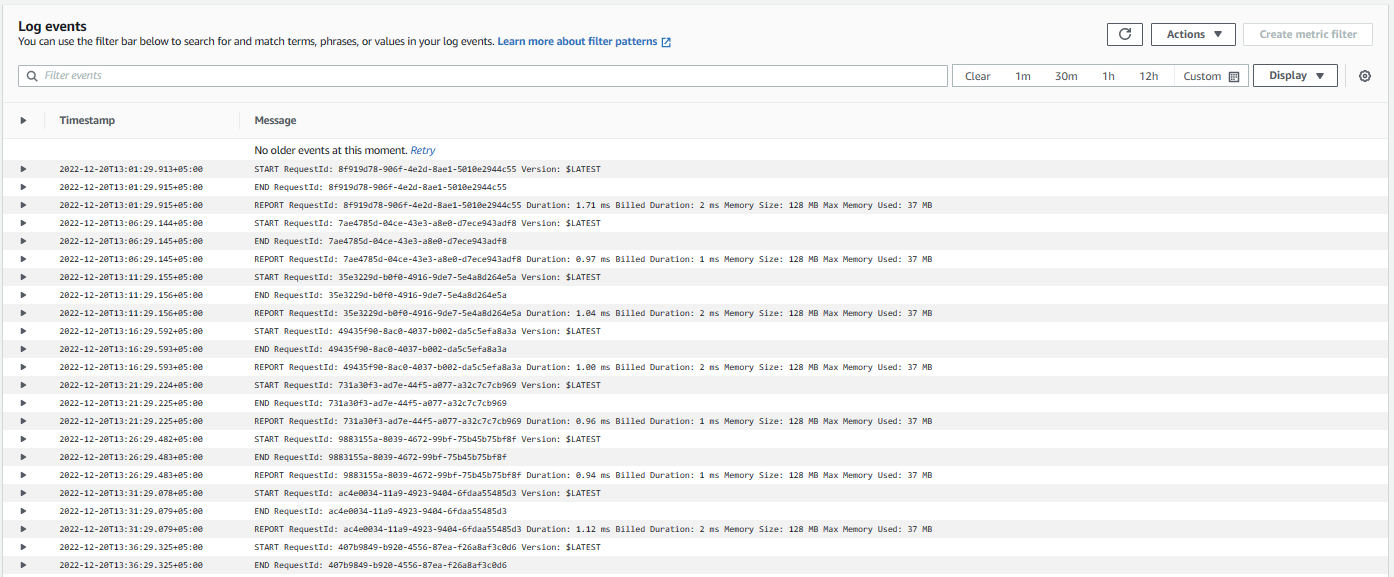 Log events
You can use the filter bar below to search for and match terms, phrases, or values in your log events. Learn more about filter patterns
Actions
Create metric filter
Filter events
Clear 1m 30m 1h 12h Custom
Display
Timestamp Message
No older events at this moment. Retry
2022-12-20T13:01:29.913+05:00 START RequestId: 8f919d78-906f-4e2d-8ae1-5010e2944c55 Version: $LATEST
2022-12-20T13:01:29.915+05:00 END RequestId: 8f919d78-906f-4e2d-8ae1-5010e2944c55
2022-12-20T13:01:29.915+05:00 REPORT RequestId: 8f919d78-906f-4e2d-8ae1-5010e2944c55 Duration: 1.71 ms Billed Duration: 2 ms Memory Size: 128 MB Max Memory Used: 37 MB
2022-12-20T13:06:29.144+05:00 START RequestId: 7ae4785d-04ce-43e3-a8e0-d7ece943adf8 Version: $LATEST
2022-12-20T13:06:29.145+05:00 END RequestId: 7ae4785d-04ce-43e3-a8e0-d7ece943adf8
2022-12-20T13:06:29.145+05:00 REPORT RequestId: 7ae4785d-04ce-43e3-a8e0-d7ece943adf8 Duration: 0.97 ms Billed Duration: 1 ms Memory Size: 128 MB Max Memory Used: 37 MB
2022-12-20T13:11:29.155+05:00 START RequestId: 35e3229d-b0f0-4916-9de7-5e4a8d264e5a Version: $LATEST
2022-12-20T13:11:29.156+05:00 END RequestId: 35e3229d-b0f0-4916-9de7-5e4a8d264e5a
2022-12-20T13:11:29.156+05:00 REPORT RequestId: 35e3229d-b0f0-4916-9de7-5e4a8d264e5a Duration: 1.04 ms Billed Duration: 2 ms Memory Size: 128 MB Max Memory Used: 37 MB
2022-12-20T13:16:29.592+05:00 START RequestId: 49435f90-8ac0-4037-b002-da5c5efa8a3a Version: $LATEST
2022-12-20T13:16:29.593+05:00 END RequestId: 49435f90-8ac0-4037-b002-da5c5efa8a3a
2022-12-20T13:16:29.593+05:00 REPORT RequestId: 49435f90-8ac0-4037-b002-da5c5efa8a3a Duration: 1.00 ms Billed Duration: 2 ms Memory Size: 128 MB Max Memory Used: 37 MB
2022-12-20T13:21:29.224+05:00 START RequestId: 731a30f3-ad7e-44f5-a077-a32c7c7cb969 Version: $LATEST
2022-12-20T13:21:29.225+05:00 END RequestId: 731a30f3-ad7e-44f5-a077-a32c7c7cb969
2022-12-20T13:21:29.225+05:00 REPORT RequestId: 731a30f3-ad7e-44f5-a077-a32c7c7cb969 Duration: 0.96 ms Billed Duration: 1 ms Memory Size: 128 MB Max Memory Used: 37 MB
2022-12-20T13:26:29.482+05:00 START RequestId: 9883155a-8039-4672-99bf-75b45b75bf8f Version: $LATEST
2022-12-20T13:26:29.483+05:00 END RequestId: 9883155a-8039-4672-99bf-75b45b75bf8f
2022-12-20T13:26:29.483+05:00 REPORT RequestId: 9883155a-8039-4672-99bf-75b45b75bf8f Duration: 0.94 ms Billed Duration: 1 ms Memory Size: 128 MB Max Memory Used: 37 MB
2022-12-20T13:31:29.078+05:00 START RequestId: ac4e0034-11a9-4923-9404-6fdaa55485d3 Version: $LATEST
2022-12-20T13:31:29.079+05:00 END RequestId: ac4e0034-11a9-4923-9404-6fdaa55485d3
2022-12-20T13:31:29.079+05:00 REPORT RequestId: ac4e0034-11a9-4923-9404-6fdaa55485d3 Duration: 1.12 ms Billed Duration: 2 ms Memory Size: 128 MB Max Memory Used: 37 MB
2022-12-20T13:36:29.325+05:00 START RequestId: 407b9849-b920-4556-87ea-f26a8af3c0d6 Version: $LATEST
2022-12-20T13:36:29.325+05:00 END RequestId: 407b9849-b920-4556-87ea-f26a8af3c0d6